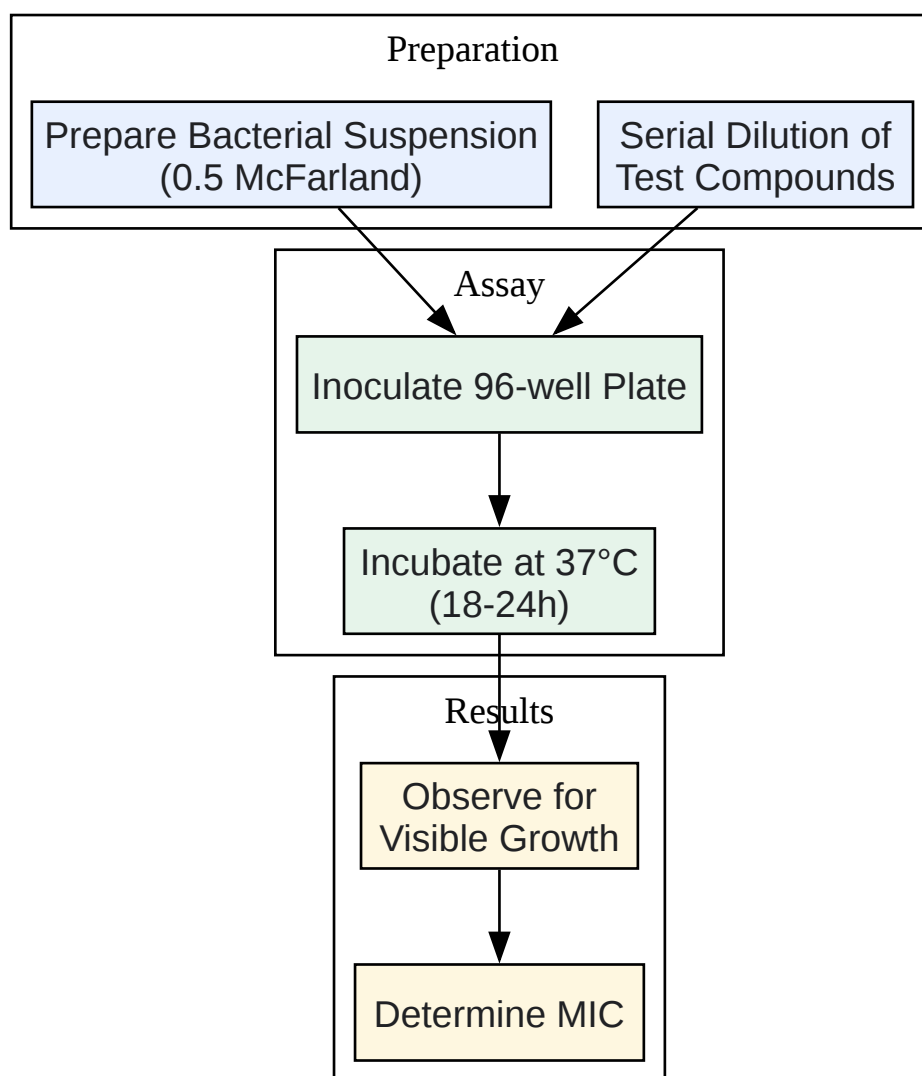 Preparation
Prepare Bacterial Suspension
(0.5 McFarland)
Serial Dilution of
Test Compounds
Assay
Inoculate 96-well Plate
Incubate at 37°C
(18-24h)
Results
Observe for
Visible Growth
Determine MIC